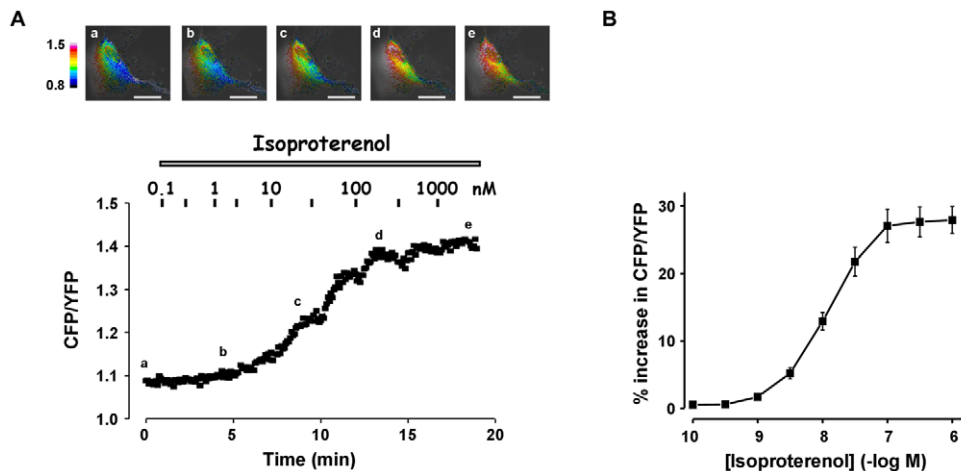 A
a b c d e
1.5
0.8
Isoproterenol
0.1 1 10 100 1000 nM
1.5
1.4
1.3
1.2
1.1
1.0
CFP/YFP
a b c d e
0 5 10 15 20
Time (min)
B
30
20
10
0
% increase in CFP/YFP
10 9 8 7 6
[Isoproterenol] (-log M)